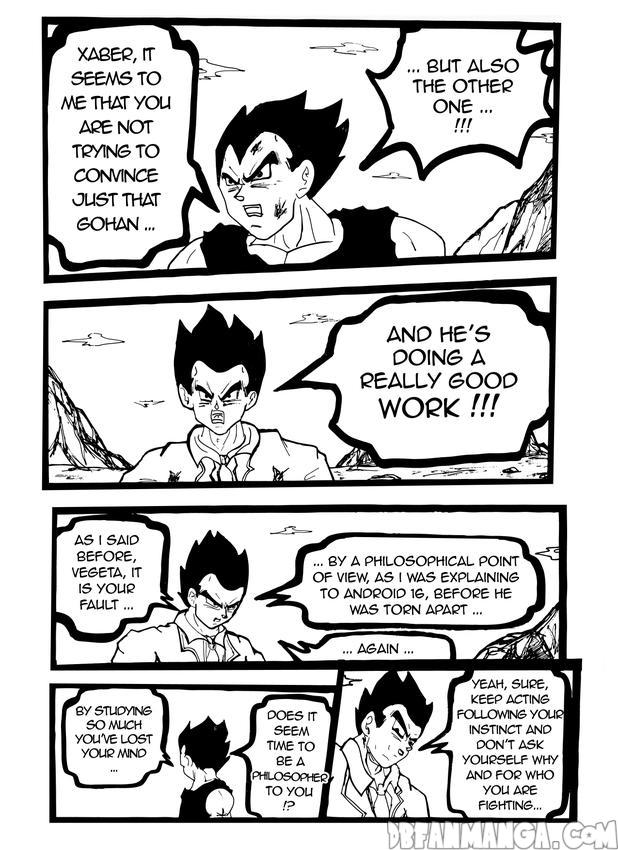 XABER, IT
SEEMS TO
ME THAT YOU
ARE NOT
TRYING TO
CONVINCE
JUST THAT
GOHAN ...
... BUT ALSO
THE OTHER
ONE ...
!!!
AND HE'S
DOING A
REALLY GOOD
WORK !!!
AS I SAID
BEFORE,
VEGETA, IT
IS YOUR
FAULT ...
... BY A PHILOSOPHICAL POINT
OF VIEW, AS I WAS EXPLAINING
TO ANDROID 16, BEFORE HE
WAS TORN APART ...
... AGAIN ...
BY STUDYING
SO MUCH
YOU'VE LOST
YOUR MIND
...
DOES IT
SEEM
TIME TO
BE A
PHILOSOPHER
TO YOU
!?
YEAH, SURE,
KEEP ACTING
FOLLOWING YOUR
INSTINCT AND
DON'T ASK
YOURSELF WHY
AND FOR WHO
YOU ARE
FIGHTING...
DBFANMANGA.COM